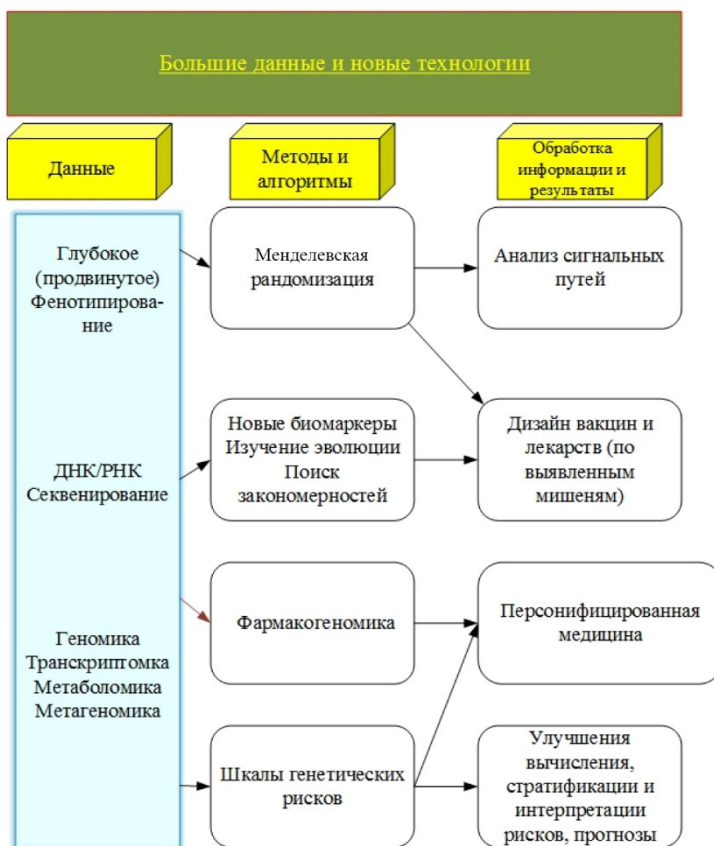 Большие данные и новые технологии
Данные
Методы и
алгоритмы
Обработка
информации и
результаты
Глубокое
(продвинутое)
Фенотипирова-
ние
ДНК/РНК
Секвенирование
Геномика
Транскриптомка
Метаболомика
Метагеномика
Менделевская
рандомизация
Новые биомаркеры
Изучение эволюции
Поиск
закономерностей
Фармакогеномика
Шкалы генетических
рисков
Анализ сигнальных
путей
Дизайн вакцин и
лекарств (по
выявленным
мишеням)
Персонифицированная
медицина
Улучшения
вычисления,
стратификации и
интерпретации
рисков, прогнозы